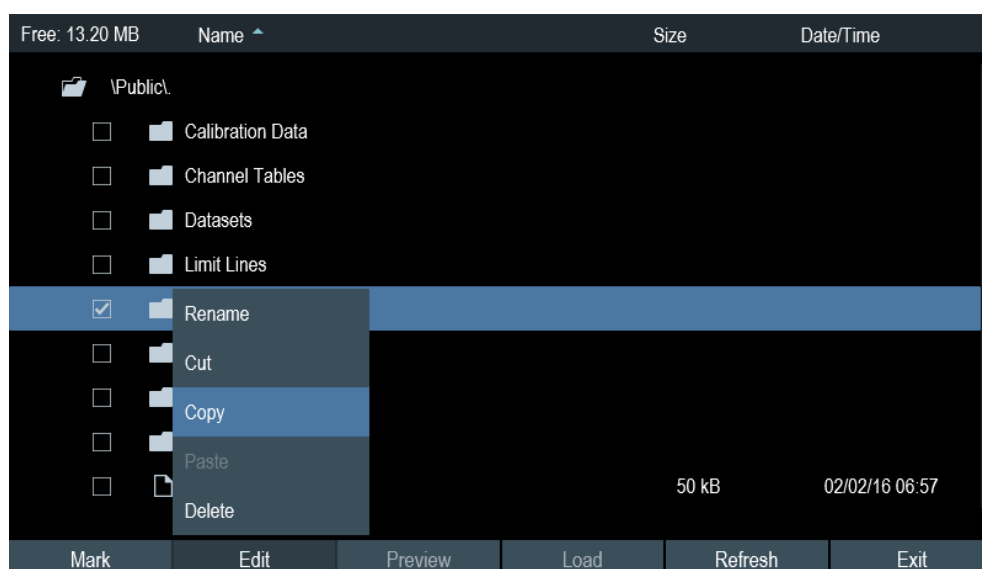 Free: 13.20 MB Name Size Date/Time
\Public\.
Calibration Data
Channel Tables
Datasets
Limit Lines
Rename
Cut
Copy
Paste
50 kB 02/02/16 06:57
Delete
Mark Edit Preview Load Refresh Exit